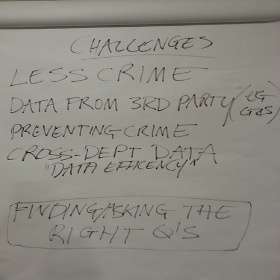 CHALLENGES
LESS CRIME
DATA FROM 3RD PARTY (EG
PREVENTING CRIME
CROSS-DEPT DATA
"DATA EFFICENCY"
FINDING/ASKING THE
RIGHT Q'S